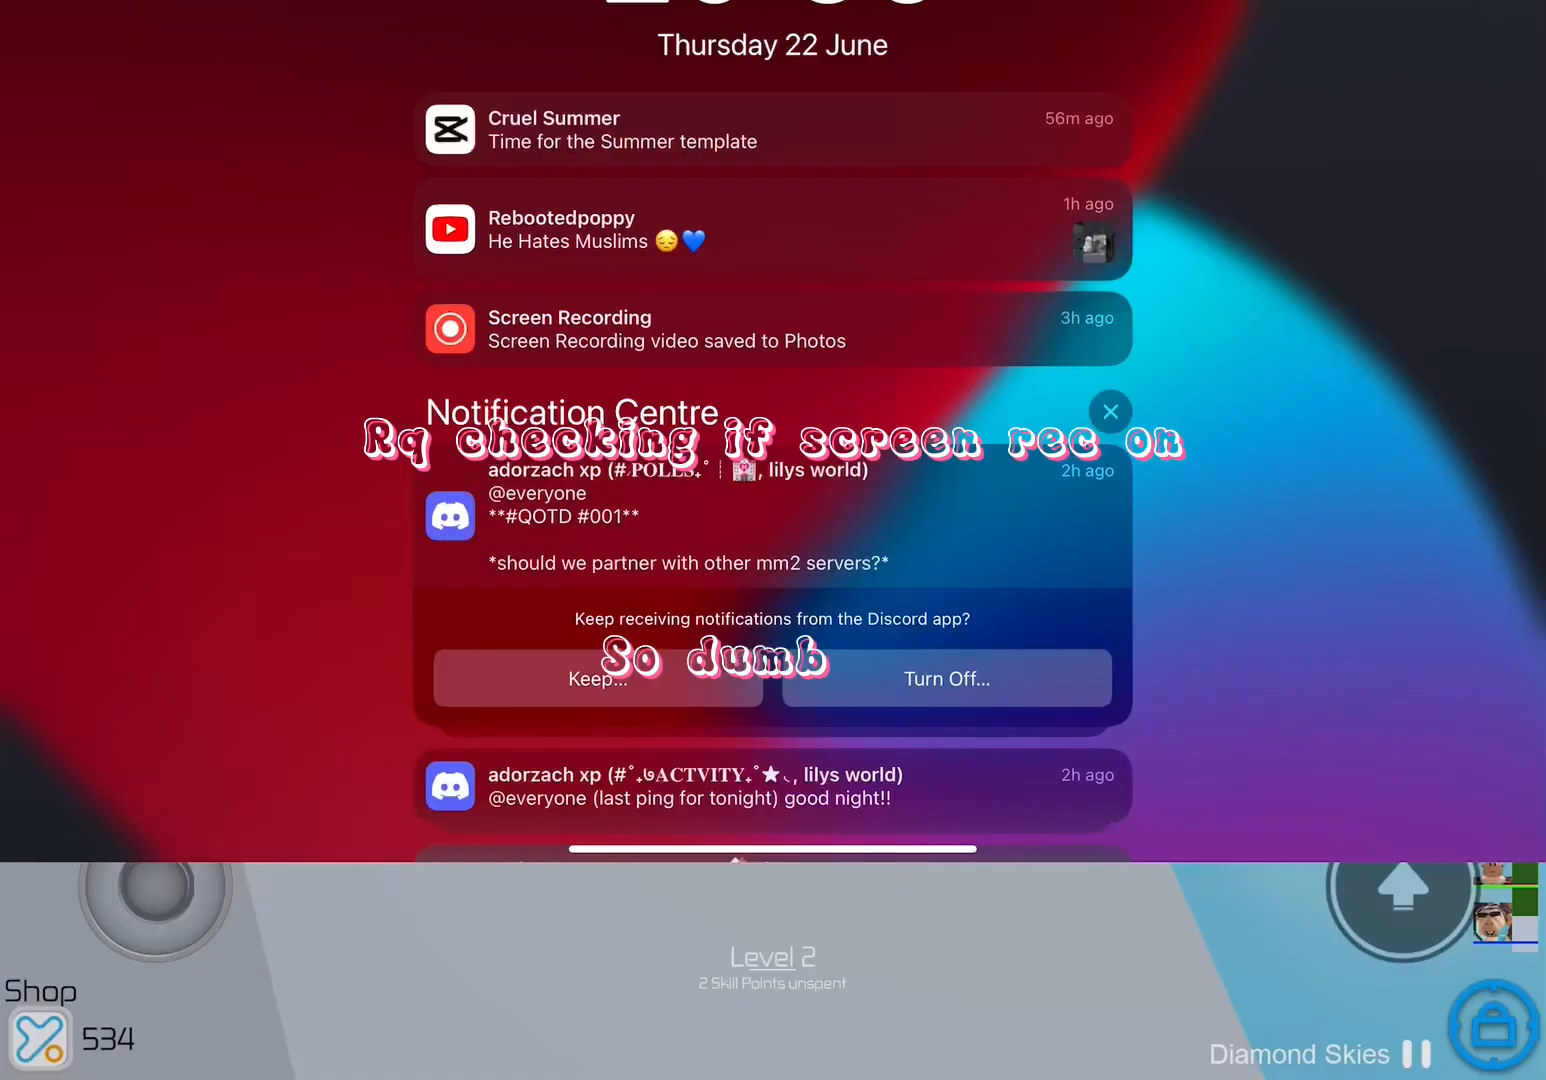 Thursday 22 June
Cruel Summer
56m ago
Time for the Summer template
1h ago
Rebootedpoppy
He Hates Muslims 😔💙
Screen Recording
3h ago
Screen Recording video saved to Photos
Notification Centre
Rq checking if screen rec on
adorzach xp (#.𝐏𝐎𝐋𝐋𝐒.˚ ┆🏩, lilys world)
2h ago
@everyone
**#QOTD #001**
*should we partner with other mm2 servers?*
Keep receiving notifications from the Discord app?
So dumb
Keep...
Turn Off...
adorzach xp (#˚₊౿𝐀𝐂𝐓𝐕𝐈𝐓𝐘₊˚★◟, lilys world)
2h ago
@everyone (last ping for tonight) good night!!
Level 2
2 Skill Points unspent
Shop
534
Diamond Skies